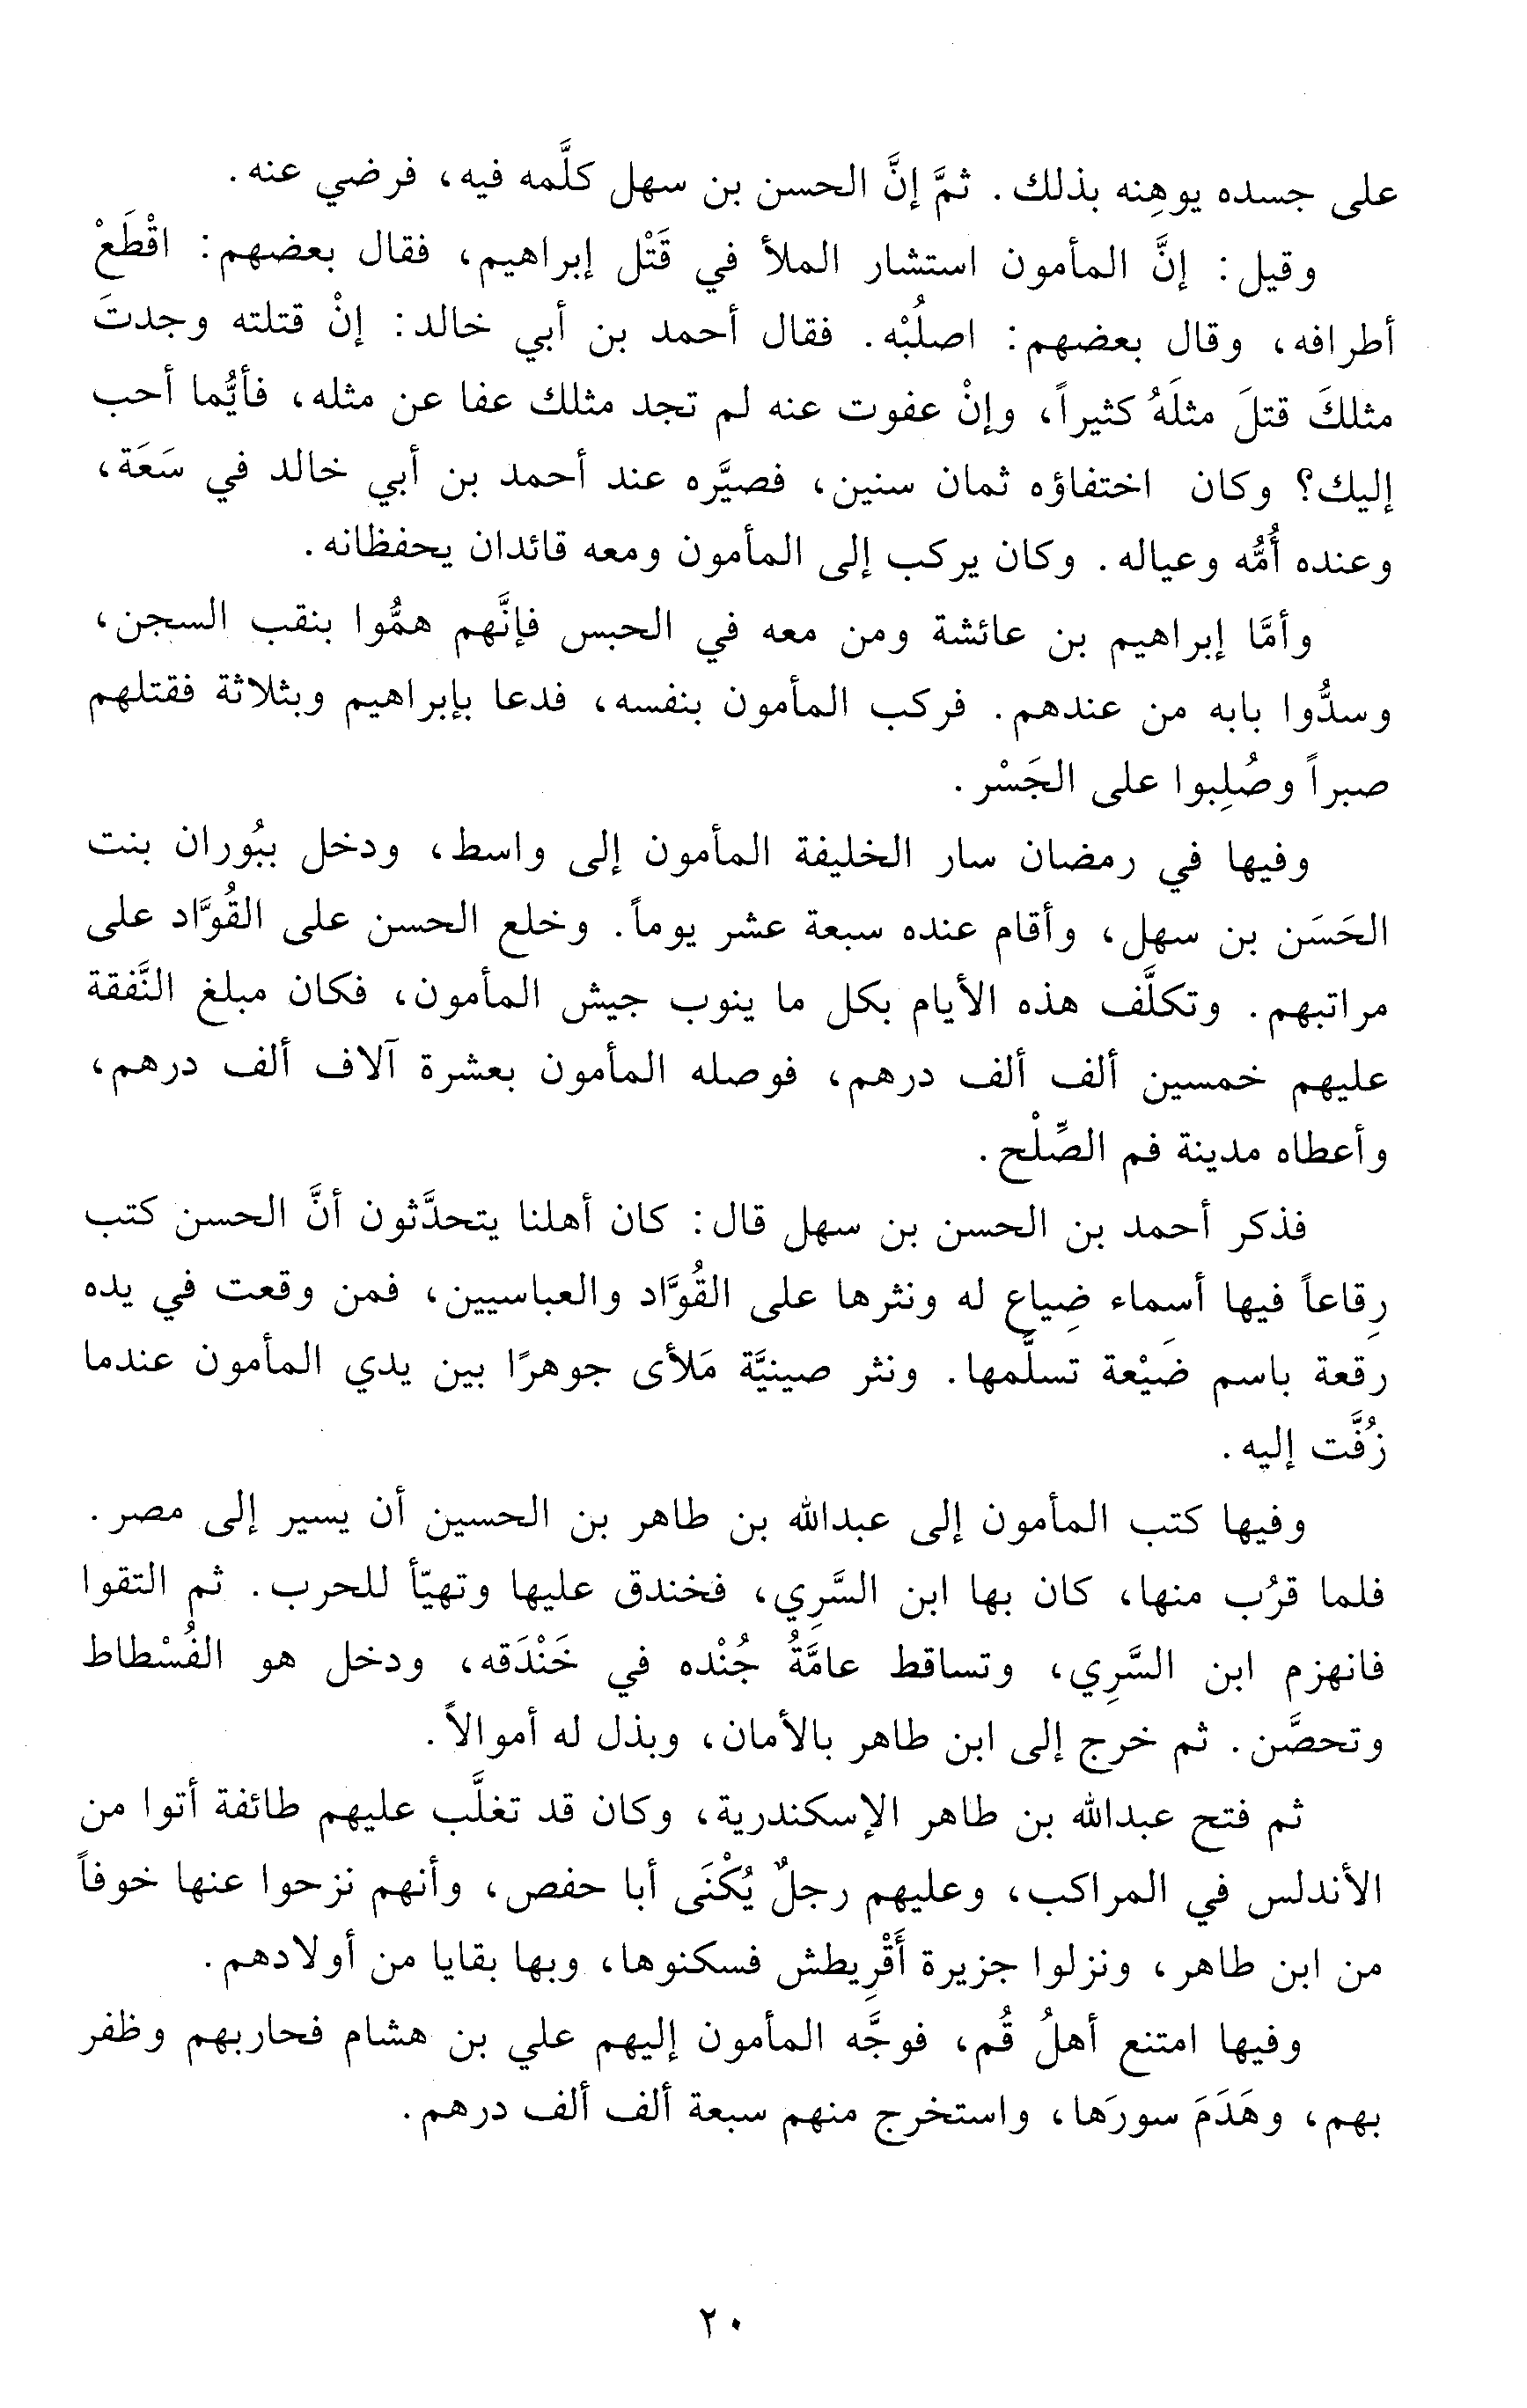 على جسده يوهِنه بذلك. ثمَّ إنَّ الحسن بن سهل كلَّمه فيه، فرضي عنه.
وقيل: إنَّ المأمون استشار الملأ في قَتْل إبراهيم، فقال بعضهم: اقْطَعْ
أطرافه، وقال بعضهم: اصلُبْه. فقال أحمد بن أبي خالد: إنْ قتلته وجدتَ
مثلكَ قتلَ مثلَهُ كثيراً، وإنْ عفوت عنه لم تجد مثلك عفا عن مثله، فأيُّما أحب
إليك؟ وكان اختفاؤه ثمان سنين، فصيَّره عند أحمد بن أبي خالد في سَعَة،
وعنده أُمُّه وعياله. وكان يركب إلى المأمون ومعه قائدان يحفظانه.
وأمَّا إبراهيم بن عائشة ومن معه في الحبس فإنَّهم همُّوا بنقب السجن،
وسدُّوا بابه من عندهم. فركب المأمون بنفسه، فدعا بإبراهيم وبثلاثة فقتلهم
صبراً وصُلِبوا على الجَسْر.
وفيها في رمضان سار الخليفة المأمون إلى واسط، ودخل ببُوران بنت
الحَسَن بن سهل، وأقام عنده سبعة عشر يوماً. وخلع الحسن على القُوَّاد على
مراتبهم. وتكلَّف هذه الأيام بكل ما ينوب جيش المأمون، فكان مبلغ النَّفقة
عليهم خمسين ألف ألف درهم، فوصله المأمون بعشرة آلاف ألف درهم،
وأعطاه مدينة فم الصِّلْح.
فذكر أحمد بن الحسن بن سهل قال: كان أهلنا يتحدَّثون أنَّ الحسن كتب
رِقاعاً فيها أسماء ضِياع له ونثرها على القُوَّاد والعباسيين، فمن وقعت في يده
رقعة باسم ضَيْعة تسلَّمها. ونثر صينيَّة مَلأى جوهرًا بين يدي المأمون عندما
زُفَّت إليه.
وفيها كتب المأمون إلى عبدالله بن طاهر بن الحسين أن يسير إلى مصر.
فلما قرُب منها، كان بها ابن السَّرِي، فخندق عليها وتهيّأ للحرب. ثم التقوا
فانهزم ابن السَّرِي، وتساقط عامَّةُ جُنْده في خَنْدَقه، ودخل هو الفُسْطاط
وتحصَّن. ثم خرج إلى ابن طاهر بالأمان، وبذل له أموالاً.
ثم فتح عبدالله بن طاهر الإسكندرية، وكان قد تغلَّب عليهم طائفة أتوا من
الأندلس في المراكب، وعليهم رجلٌ يُكْنَى أبا حفص، وأنهم نزحوا عنها خوفاً
من ابن طاهر، ونزلوا جزيرة أَقْرِيطش فسكنوها، وبها بقايا من أولادهم.
وفيها امتنع أهلُ قُم، فوجَّه المأمون إليهم علي بن هشام فحاربهم وظفر
بهم، وهَدَمَ سورَها، واستخرج منهم سبعة ألف ألف درهم.
٢٠